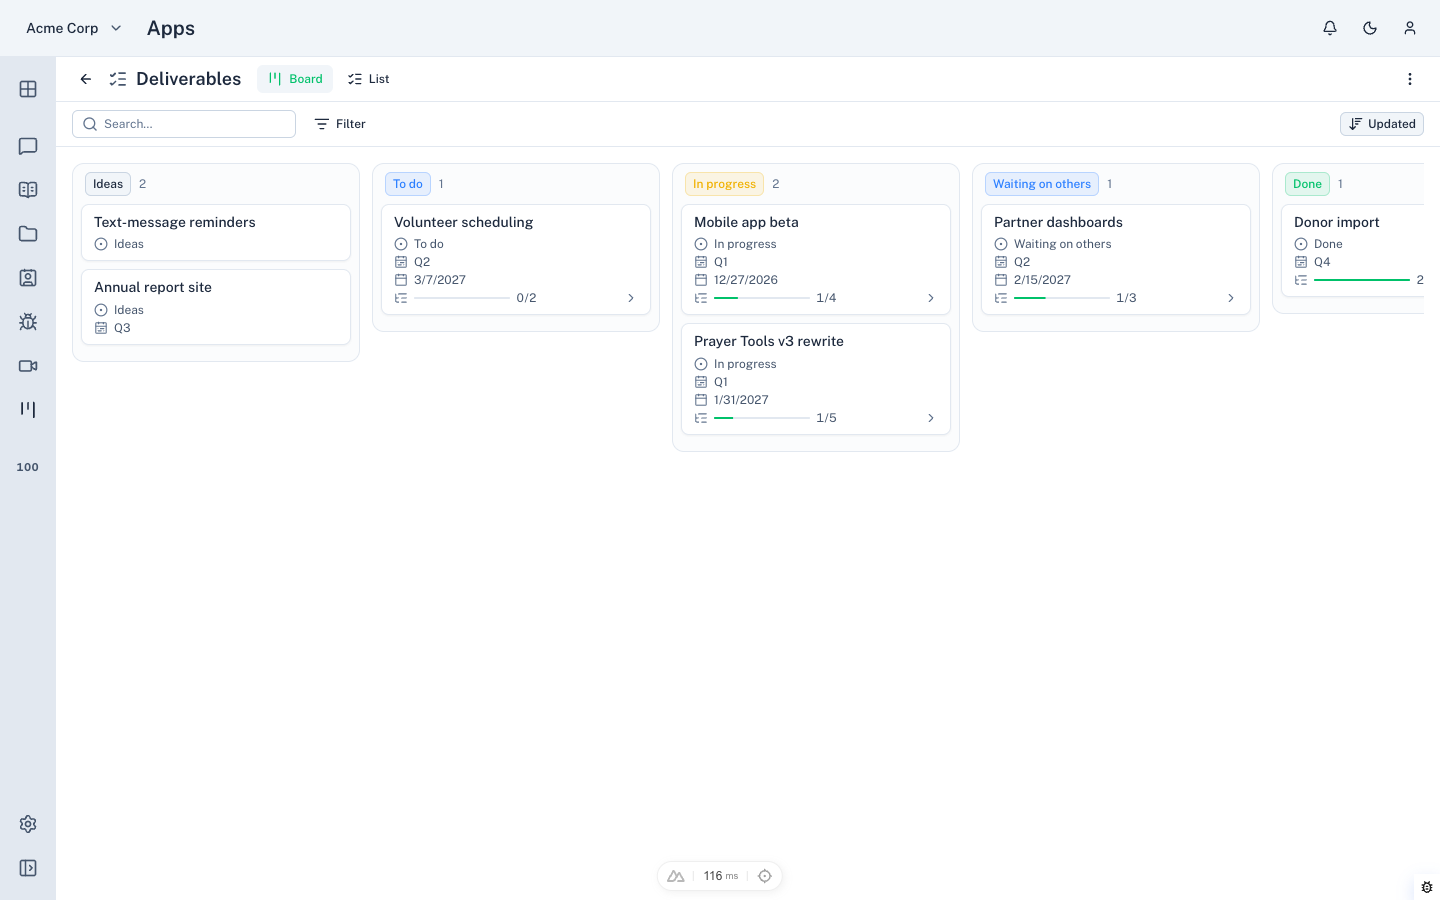 Acme Corp
Apps
Deliverables
Board
List
Search...
Filter
Updated
Ideas 2
Text-message reminders
Ideas
Annual report site
Ideas
Q3
To do 1
Volunteer scheduling
To do
Q2
3/7/2027
0/2
In progress 2
Mobile app beta
In progress
Q1
12/27/2026
1/4
Prayer Tools v3 rewrite
In progress
Q1
1/31/2027
1/5
Waiting on others 1
Partner dashboards
Waiting on others
Q2
2/15/2027
1/3
Done 1
Donor import
Done
Q4
2
100
116 ms